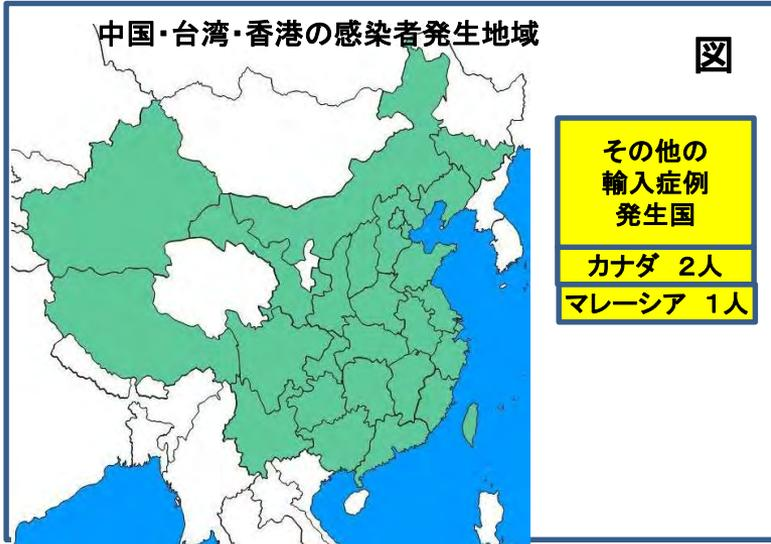 中国・台湾・香港の感染者発生地域
図
その他の
輸入症例
発生国
カナダ　２人
マレーシア　１人